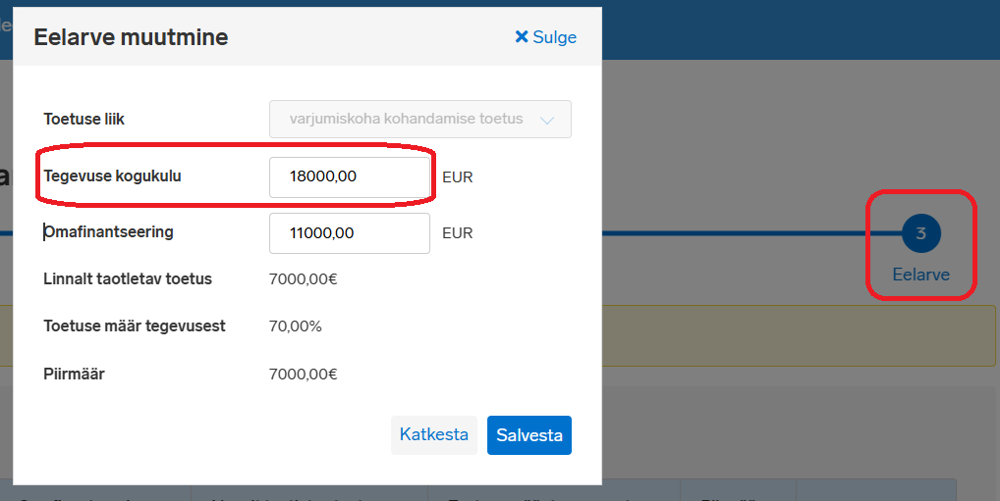 Eelarve muutmine
Sulge
Toetuse liik
varjumiskoha kohandamise toetus
Tegevuse kogukulu
18000,00
EUR
Omafinantseering
11000,00
EUR
Linnalt taotletav toetus
7000,00€
Toetuse määr tegevusest
70,00%
Piirmäär
7000,00€
Katkesta
Salvesta
3
Eelarve